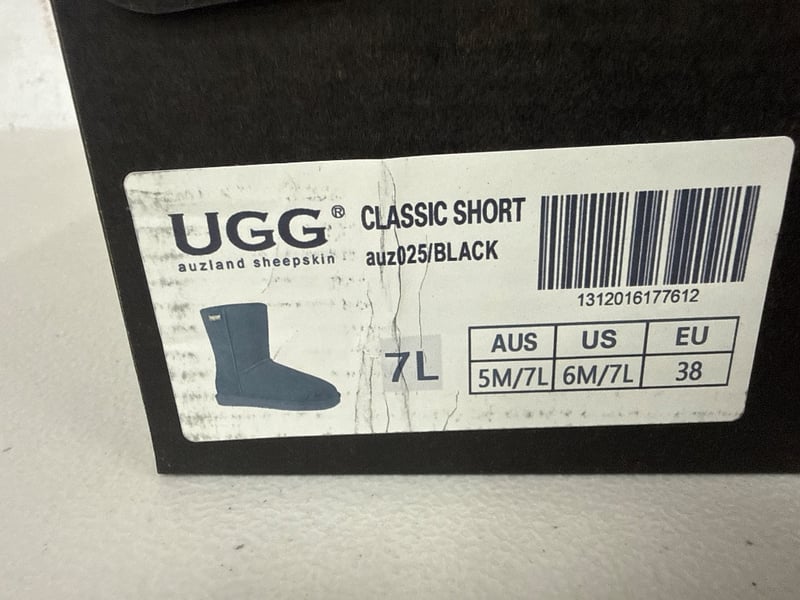 UGG®
auzland sheepskin
CLASSIC SHORT
auz025/BLACK
1312016177612
7L
AUS US EU
5M/7L 6M/7L 38